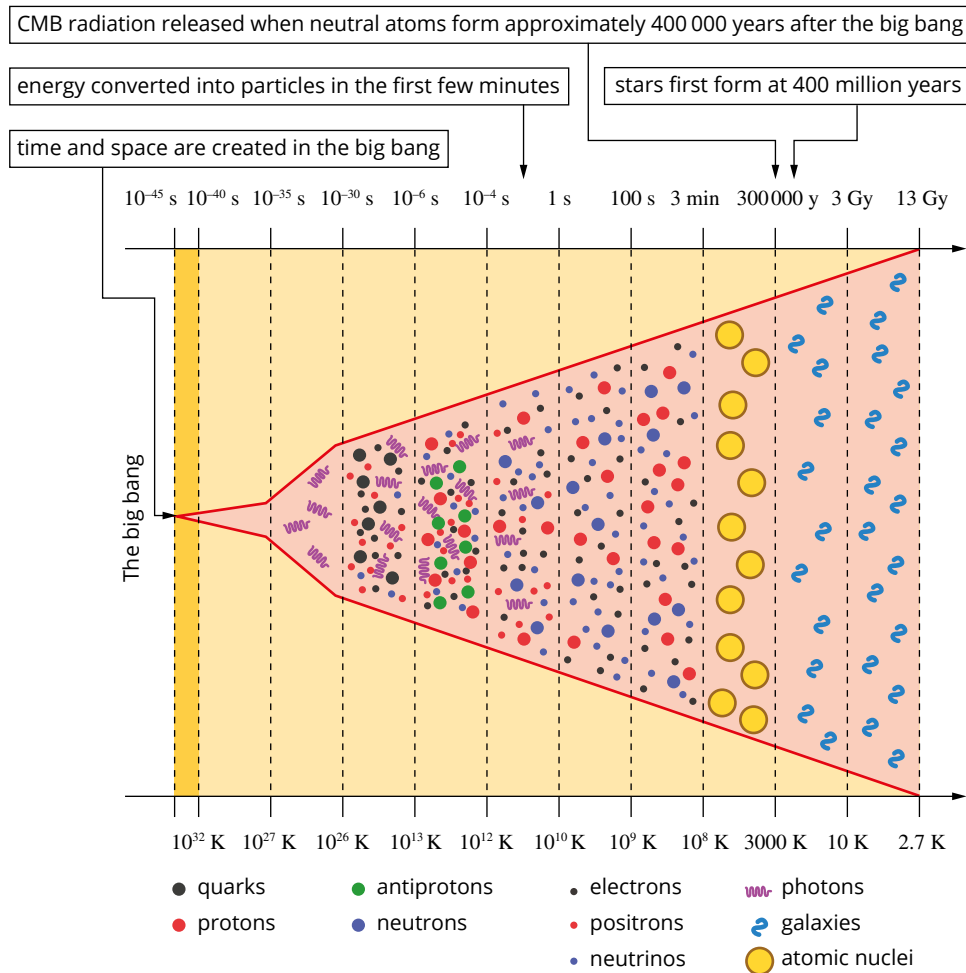 CMB radiation released when neutral atoms form approximately 400 000 years after the big bang
energy converted into particles in the first few minutes
stars first form at 400 million years
time and space are created in the big bang
10⁻⁴⁵ s 10⁻⁴⁰ s 10⁻³⁵ s 10⁻³⁰ s 10⁻⁶ s 10⁻⁴ s 1 s 100 s 3 min 300 000 y 3 Gy 13 Gy
The big bang
10³² K 10²⁷ K 10²⁶ K 10¹³ K 10¹² K 10¹⁰ K 10⁹ K 10⁸ K 3000 K 10 K 2.7 K
quarks antiprotons electrons photons
protons neutrons positrons galaxies
neutrinos atomic nuclei